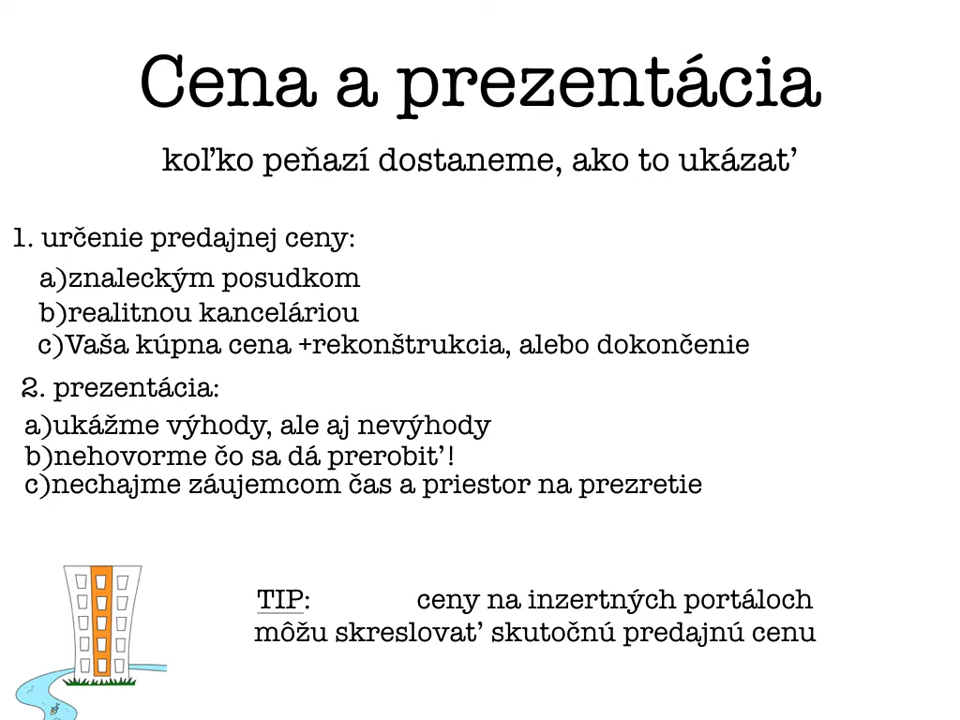 Cena a prezentácia
koľko peňazí dostaneme, ako to ukázať
1. určenie predajnej ceny:
a)znaleckým posudkom
b)realitnou kanceláriou
c)Vaša kúpna cena +rekonštrukcia, alebo dokončenie
2. prezentácia:
a)ukážme výhody, ale aj nevýhody
b)nehovorme čo sa dá prerobiť!
c)nechajme záujemcom čas a priestor na prezretie
TIP: ceny na inzertných portáloch
môžu skreslovať skutočnú predajnú cenu